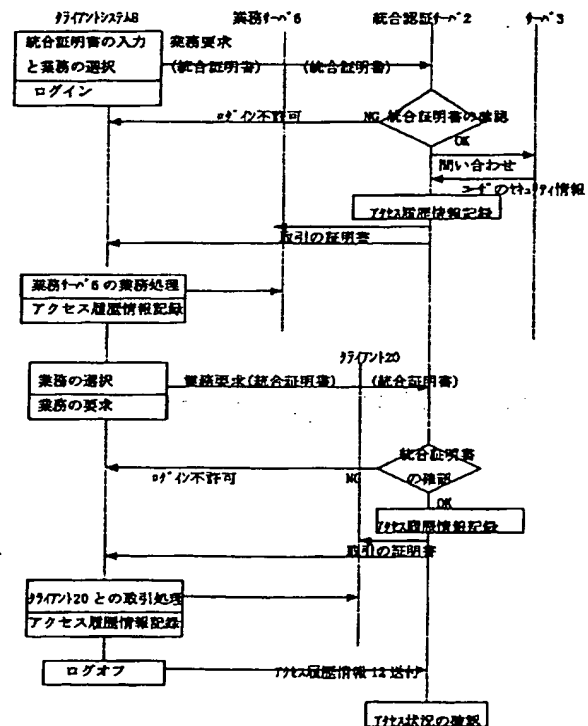 クライアントシステム8 業務サーバ6 統合認証サーバ2 サーバ3
統合証明書の入力 業務要求
と業務の選択 (統合証明書) (統合証明書)
ログイン
ログイン不許可 NG 統合証明書の確認
OK
問い合わせ
ユーザのセキュリティ情報
アクセス履歴情報記録
取引の証明書
業務サーバ6の業務処理
アクセス履歴情報記録
クライアント20
業務の選択 業務要求(統合証明書) (統合証明書)
業務の要求
統合証明書
ログイン不許可 NG の確認
OK
アクセス履歴情報記録
取引の証明書
クライアント20との取引処理
アクセス履歴情報記録
ログオフ アクセス履歴情報12送付
アクセス状況の確認